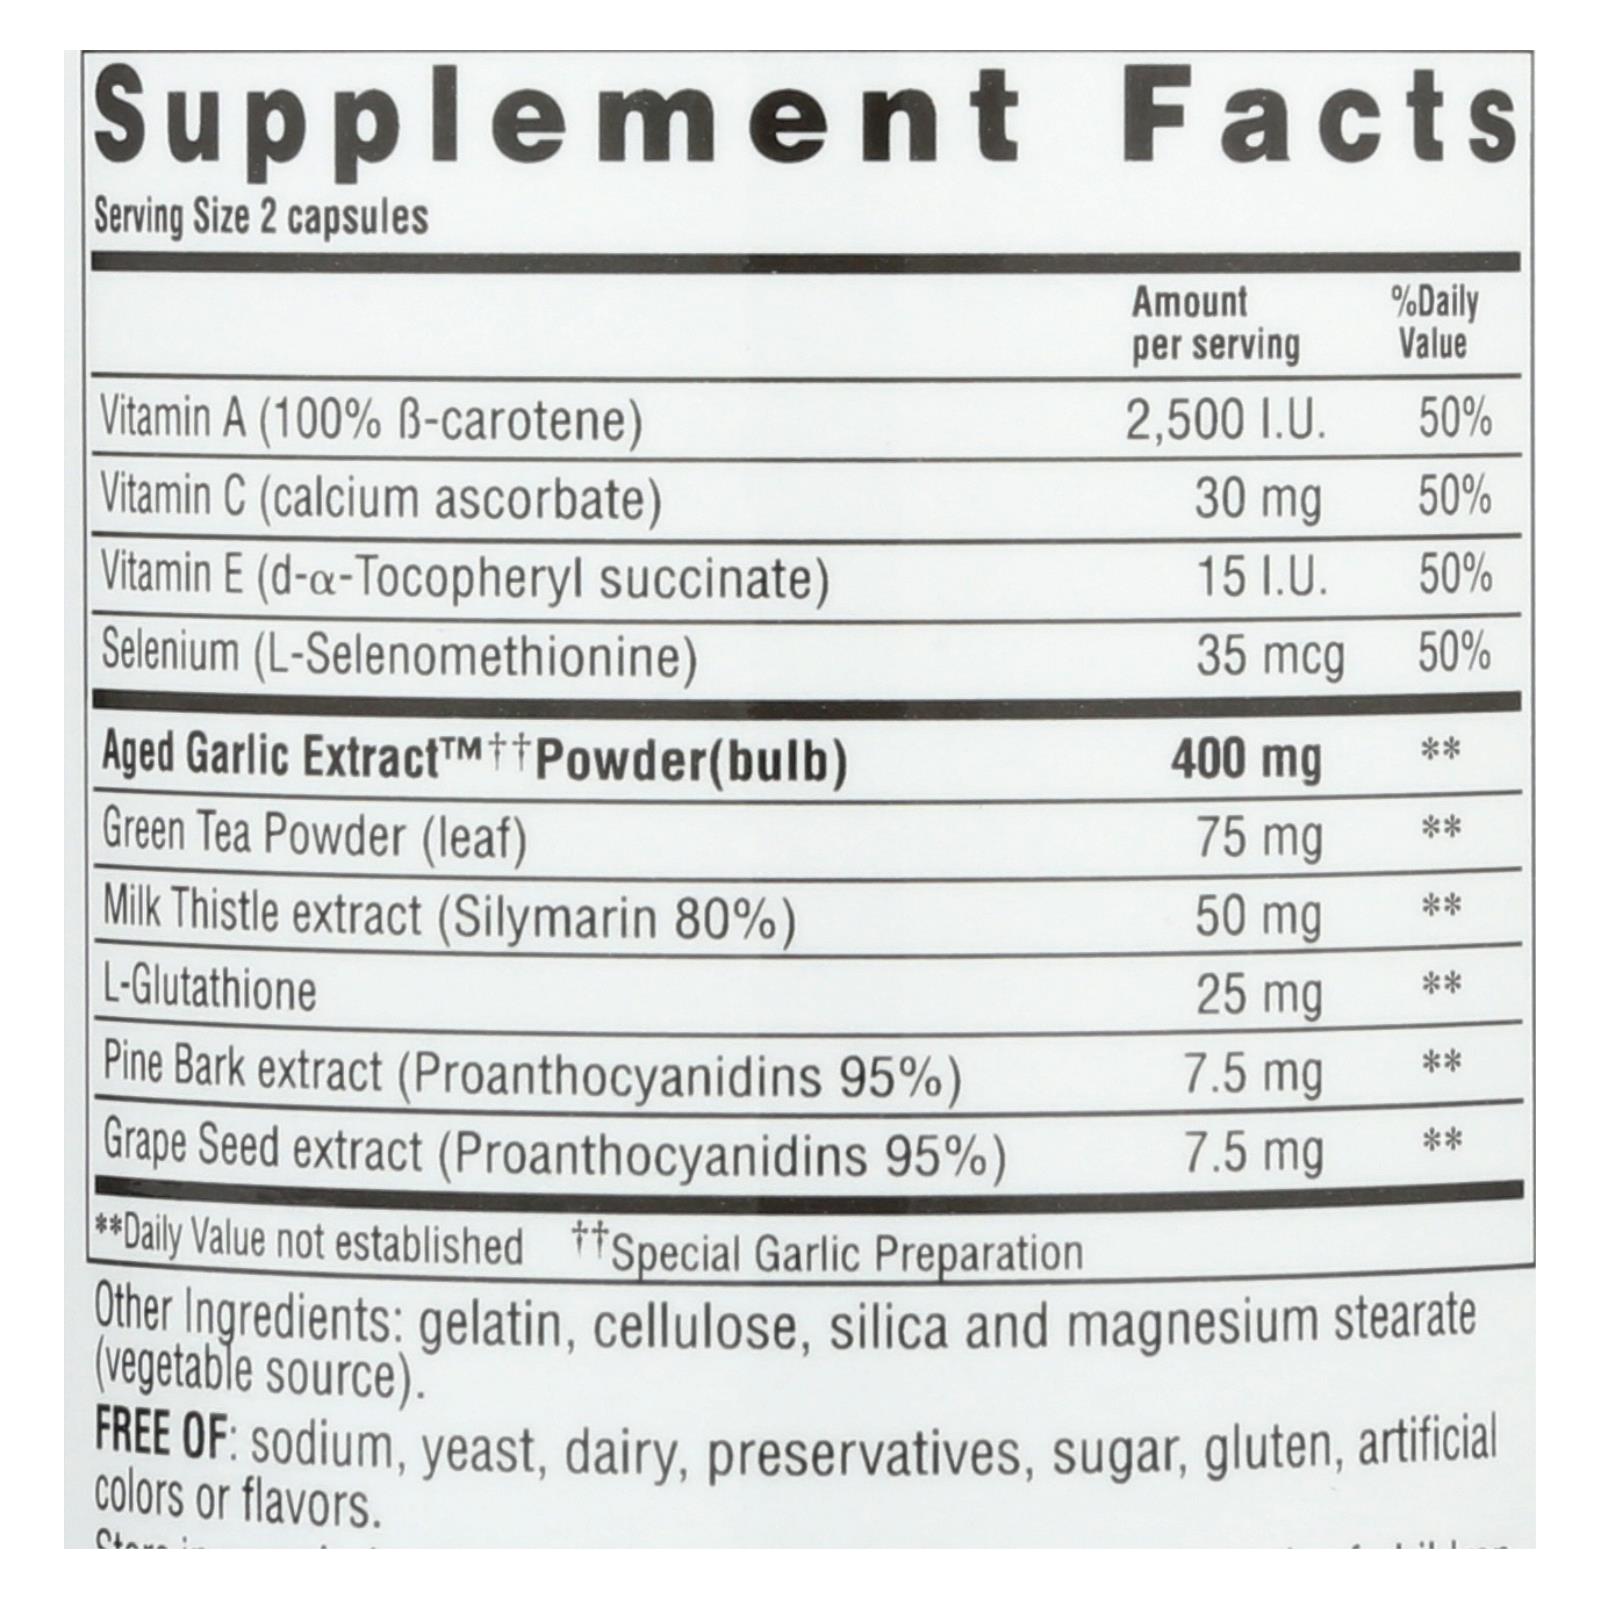 Supplement Facts
Serving Size 2 capsules
Amount per serving %Daily Value
Vitamin A (100% ß-carotene) 2,500 I.U. 50%
Vitamin C (calcium ascorbate) 30 mg 50%
Vitamin E (d-α-Tocopheryl succinate) 15 I.U. 50%
Selenium (L-Selenomethionine) 35 mcg 50%
Aged Garlic Extract™††Powder(bulb) 400 mg **
Green Tea Powder (leaf) 75 mg **
Milk Thistle extract (Silymarin 80%) 50 mg **
L-Glutathione 25 mg **
Pine Bark extract (Proanthocyanidins 95%) 7.5 mg **
Grape Seed extract (Proanthocyanidins 95%) 7.5 mg **
**Daily Value not established ††Special Garlic Preparation
Other Ingredients: gelatin, cellulose, silica and magnesium stearate
(vegetable source).
FREE OF: sodium, yeast, dairy, preservatives, sugar, gluten, artificial
colors or flavors.